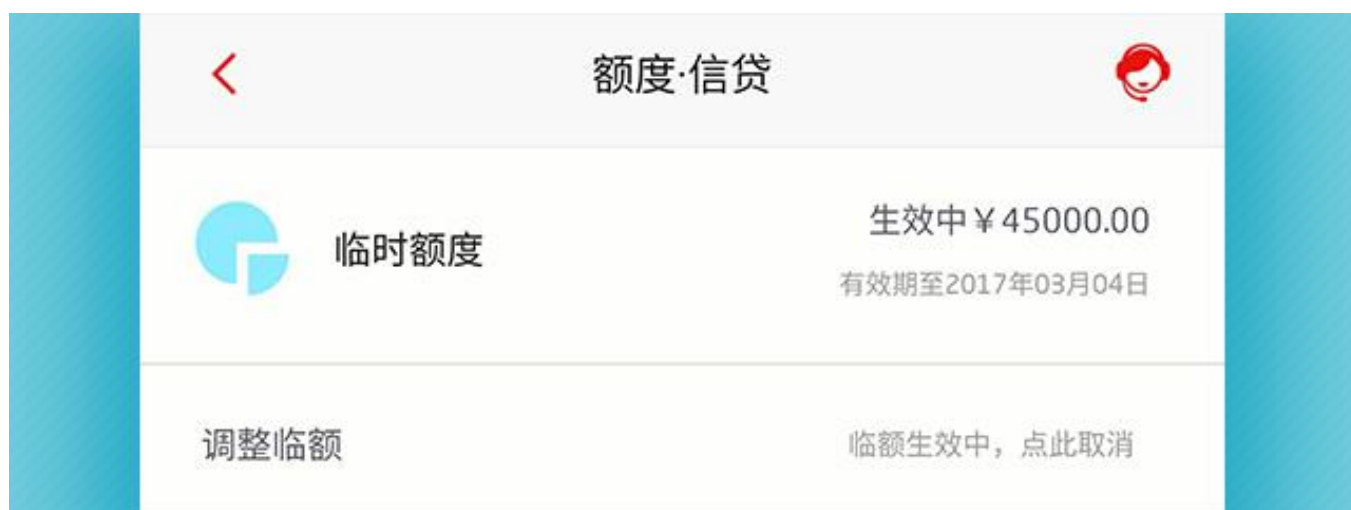 额度·信贷
临时额度
生效中￥45000.00
有效期至2017年03月04日
调整临额
临额生效中，点此取消